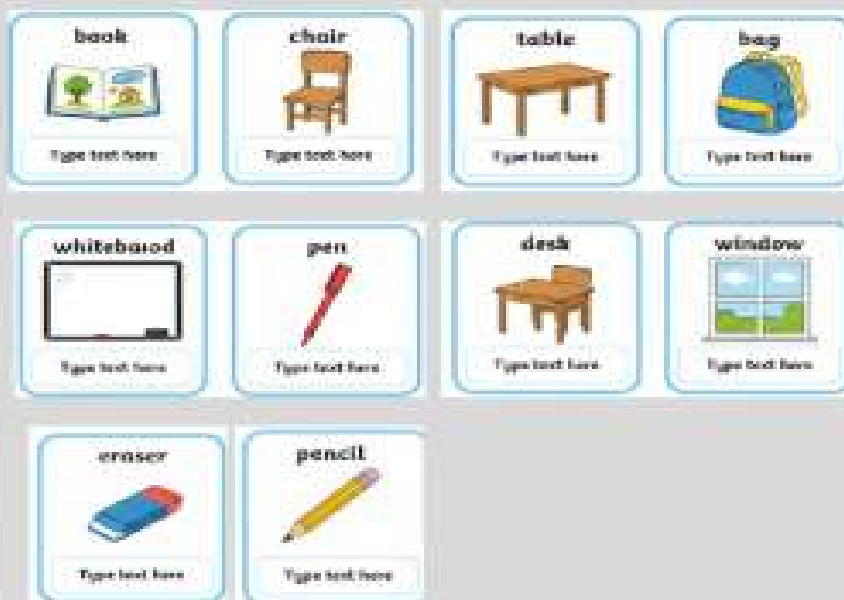 book
chair
table
bag
Type text here
Type text here
Type text here
Type text here
whitebaiod
pen
desk
window
Type text here
Type text here
Type text here
Type text here
eraser
pencil
Type text here
Type text here